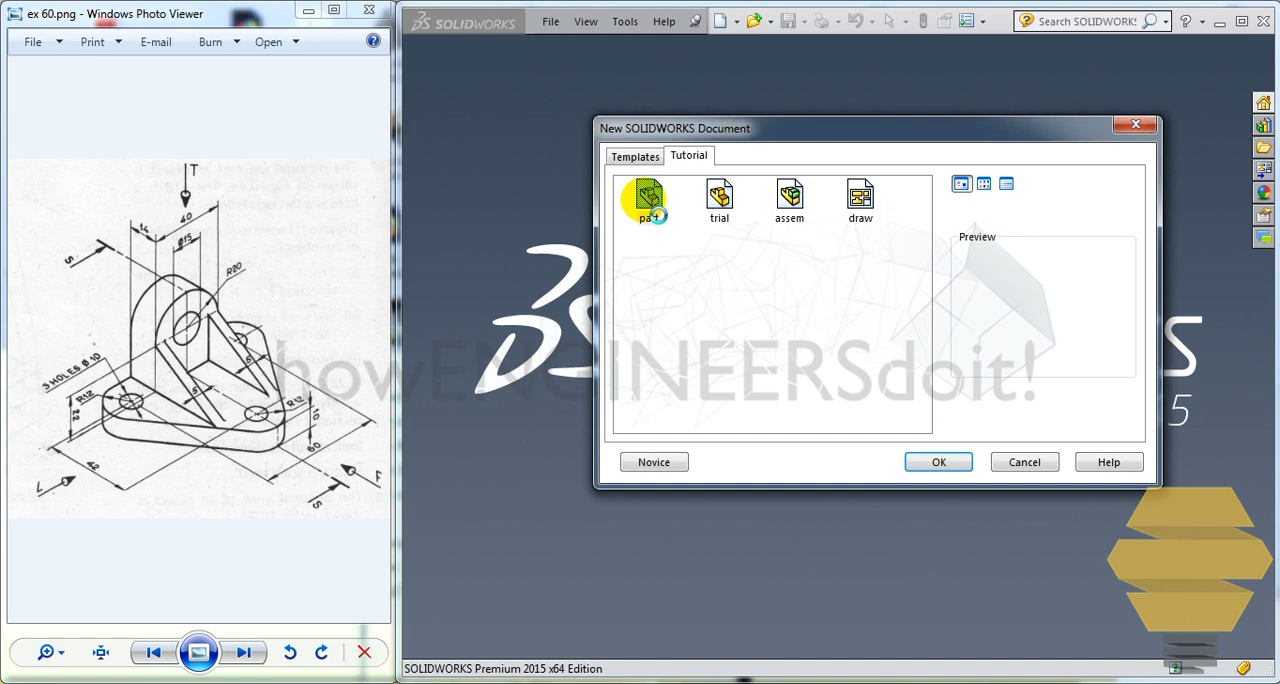 ex 60.png - Windows Photo Viewer
File Print E-mail Burn Open
SOLIDWORKS
File View Tools Help
Search SOLIDWORKS
New SOLIDWORKS Document
Templates Tutorial
part trial assem draw
Preview
Novice OK Cancel Help
howENGINEERSdoit!
T
40
14
Ø15
S
R20
3 HOLES Ø 10
R12
22
5
5
R12
10
60
42
L
F
S
SOLIDWORKS Premium 2015 x64 Edition